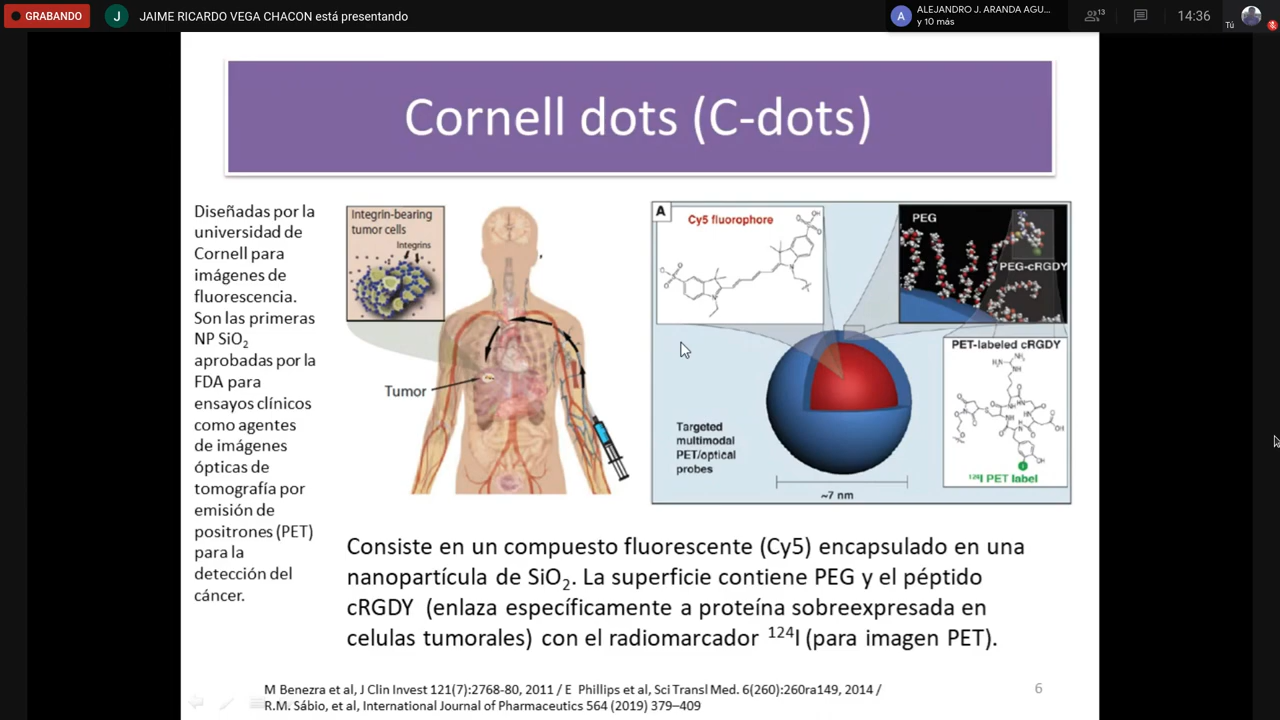 GRABANDO
J
JAIME RICARDO VEGA CHACON está presentando
A
ALEJANDRO J. ARANDA AGU...
y 10 más
13
14:36
Tú
Cornell dots (C-dots)
Diseñadas por la
universidad de
Cornell para
imágenes de
fluorescencia.
Son las primeras
NP SiO₂
aprobadas por la
FDA para
ensayos clínicos
como agentes
de imágenes
ópticas de
tomografía por
emisión de
positrones (PET)
para la
detección del
cáncer.
Integrin-bearing
tumor cells
Integrins
Tumor
A
Cy5 fluorophore
PEG
PEG-cRGDY
PET-labeled cRGDY
¹²⁴I PET label
Targeted
multimodal
PET/optical
probes
~7 nm
Consiste en un compuesto fluorescente (Cy5) encapsulado en una
nanopartícula de SiO₂. La superficie contiene PEG y el péptido
cRGDY (enlaza específicamente a proteína sobreexpresada en
celulas tumorales) con el radiomarcador ¹²⁴I (para imagen PET).
M Benezra et al, J Clin Invest 121(7):2768-80, 2011 / E Phillips et al, Sci Transl Med. 6(260):260ra149, 2014 /
R.M. Sábio, et al, International Journal of Pharmaceutics 564 (2019) 379–409
6